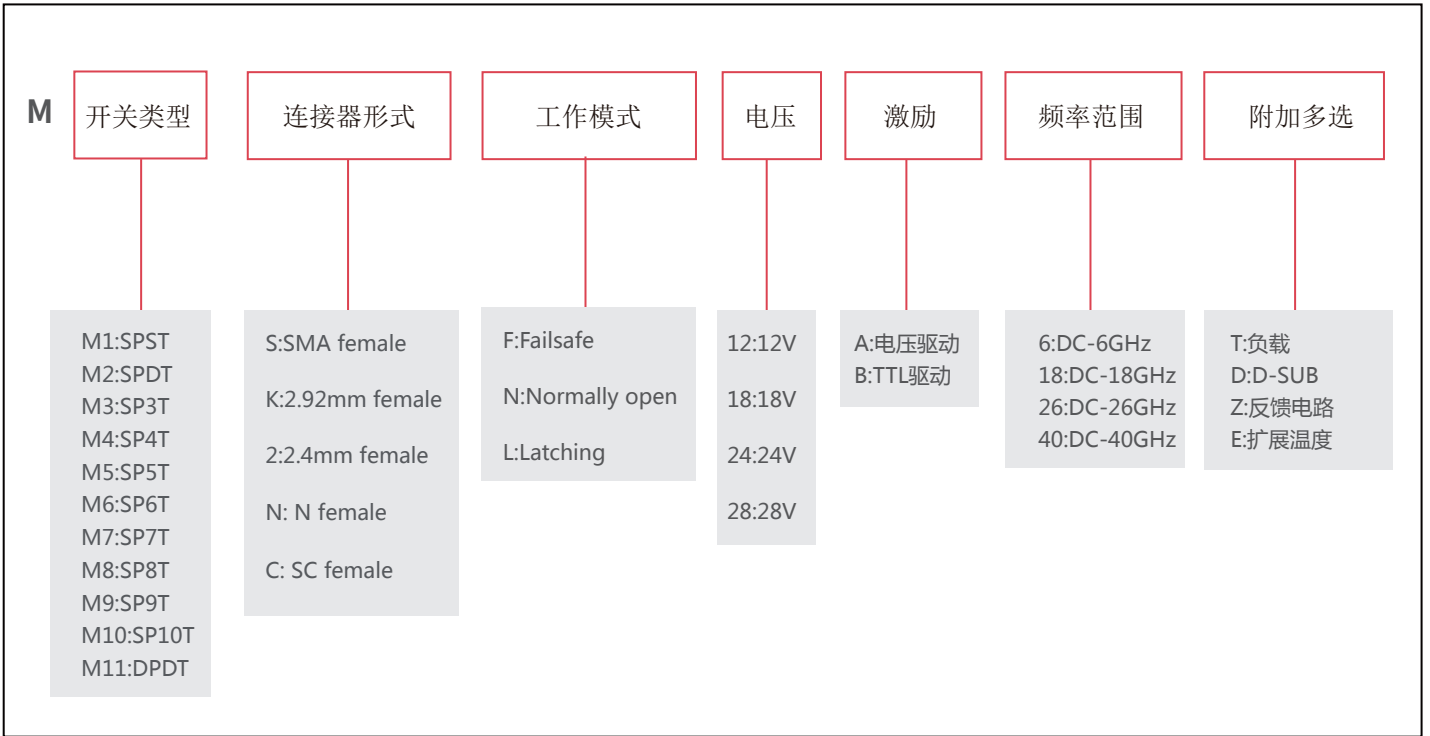 M
开关类型
连接器形式
工作模式
电压
激励
频率范围
附加多选
M1:SPST
M2:SPDT
M3:SP3T
M4:SP4T
M5:SP5T
M6:SP6T
M7:SP7T
M8:SP8T
M9:SP9T
M10:SP10T
M11:DPDT
S:SMA female
K:2.92mm female
2:2.4mm female
N: N female
C: SC female
F:Failsafe
N:Normally open
L:Latching
12:12V
18:18V
24:24V
28:28V
A:电压驱动
B:TTL驱动
6:DC-6GHz
18:DC-18GHz
26:DC-26GHz
40:DC-40GHz
T:负载
D:D-SUB
Z:反馈电路
E:扩展温度